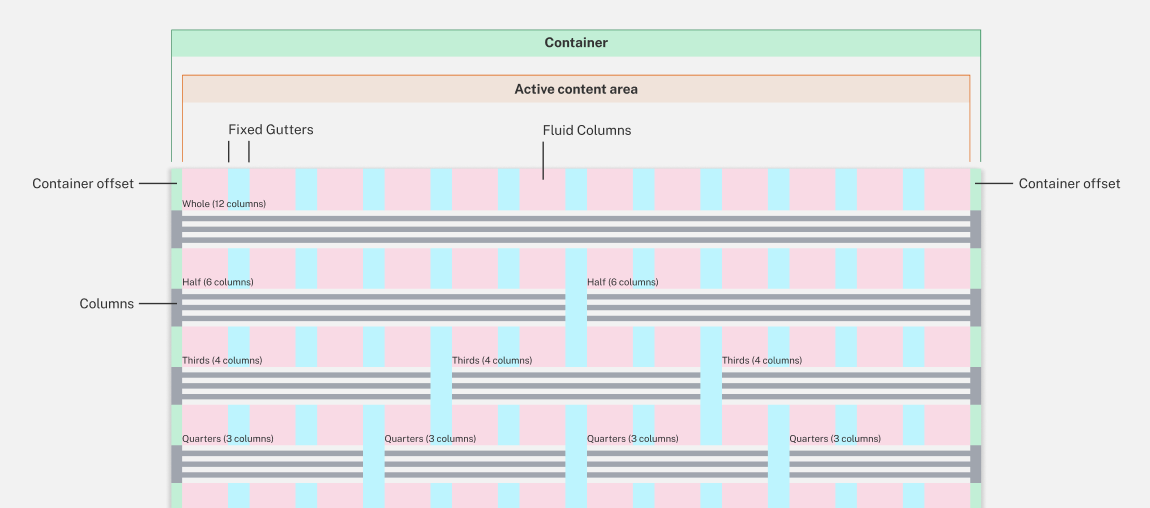 Container
Active content area
Fixed Gutters
Fluid Columns
Container offset
Container offset
Whole (12 columns)
Half (6 columns)
Half (6 columns)
Columns
Thirds (4 columns)
Thirds (4 columns)
Thirds (4 columns)
Quarters (3 columns)
Quarters (3 columns)
Quarters (3 columns)
Quarters (3 columns)